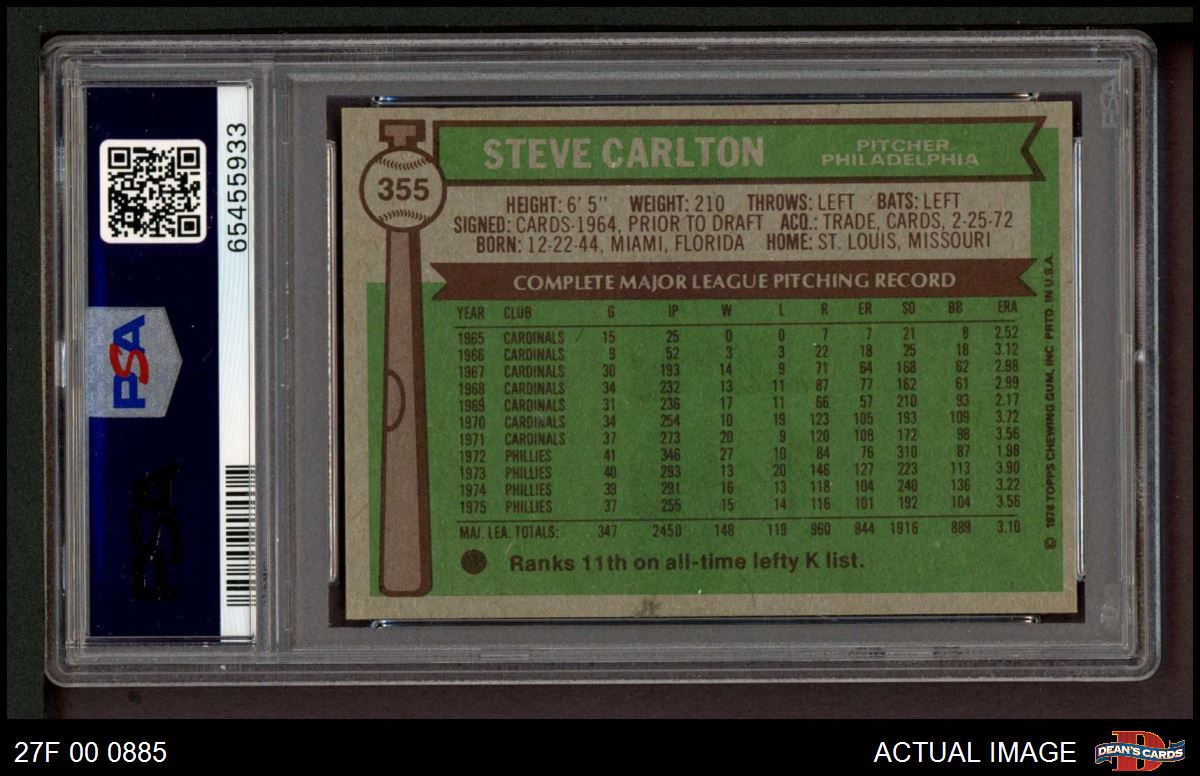 PSA
65455933
PSA
PSA
355
STEVE CARLTON
PITCHER
PHILADELPHIA
HEIGHT: 6' 5" WEIGHT: 210 THROWS: LEFT BATS: LEFT
SIGNED: CARDS-1964, PRIOR TO DRAFT ACQ.: TRADE, CARDS, 2-25-72
BORN: 12-22-44, MIAMI, FLORIDA HOME: ST. LOUIS, MISSOURI
COMPLETE MAJOR LEAGUE PITCHING RECORD
YEAR CLUB G IP W L R ER SO BB ERA
1965 CARDINALS 15 25 0 0 7 7 21 8 2.52
1966 CARDINALS 9 52 3 3 22 18 25 18 3.12
1967 CARDINALS 30 193 14 9 71 64 168 62 2.98
1968 CARDINALS 34 232 13 11 87 77 162 61 2.99
1969 CARDINALS 31 236 17 11 66 57 210 93 2.17
1970 CARDINALS 34 254 10 19 123 105 193 109 3.72
1971 CARDINALS 37 273 20 9 120 108 172 98 3.56
1972 PHILLIES 41 346 27 10 84 76 310 87 1.98
1973 PHILLIES 40 293 13 20 146 127 223 113 3.90
1974 PHILLIES 39 291 16 13 118 104 240 136 3.22
1975 PHILLIES 37 255 15 14 116 101 192 104 3.56
MAJ. LEA. TOTALS: 347 2450 148 119 960 844 1916 889 3.10
Ranks 11th on all-time lefty K list.
© 1976 TOPPS CHEWING GUM, INC. PRTD. IN U.S.A.
PSA
27F 00 0885
ACTUAL IMAGE
DEAN'S CARDS